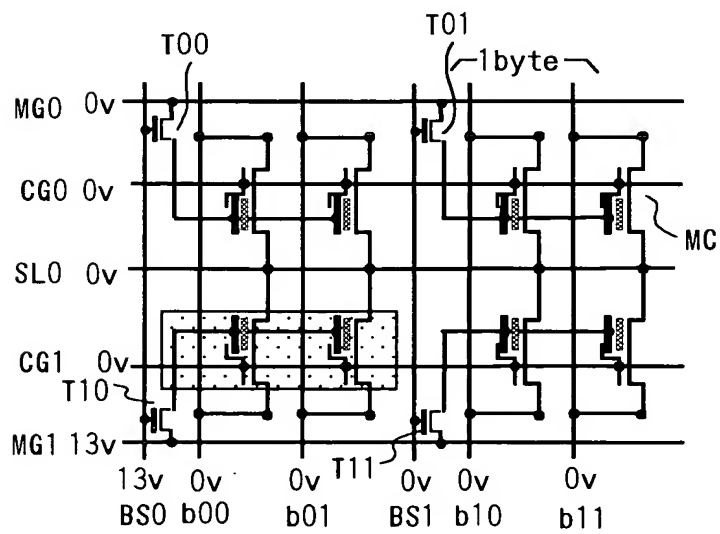 T00
T01
1byte
MG0 0v
CG0 0v
MC
SL0 0v
CG1 0v
T10
MG1 13v
T11
13v 0v 0v 0v 0v 0v
BS0 b00 b01 BS1 b10 b11